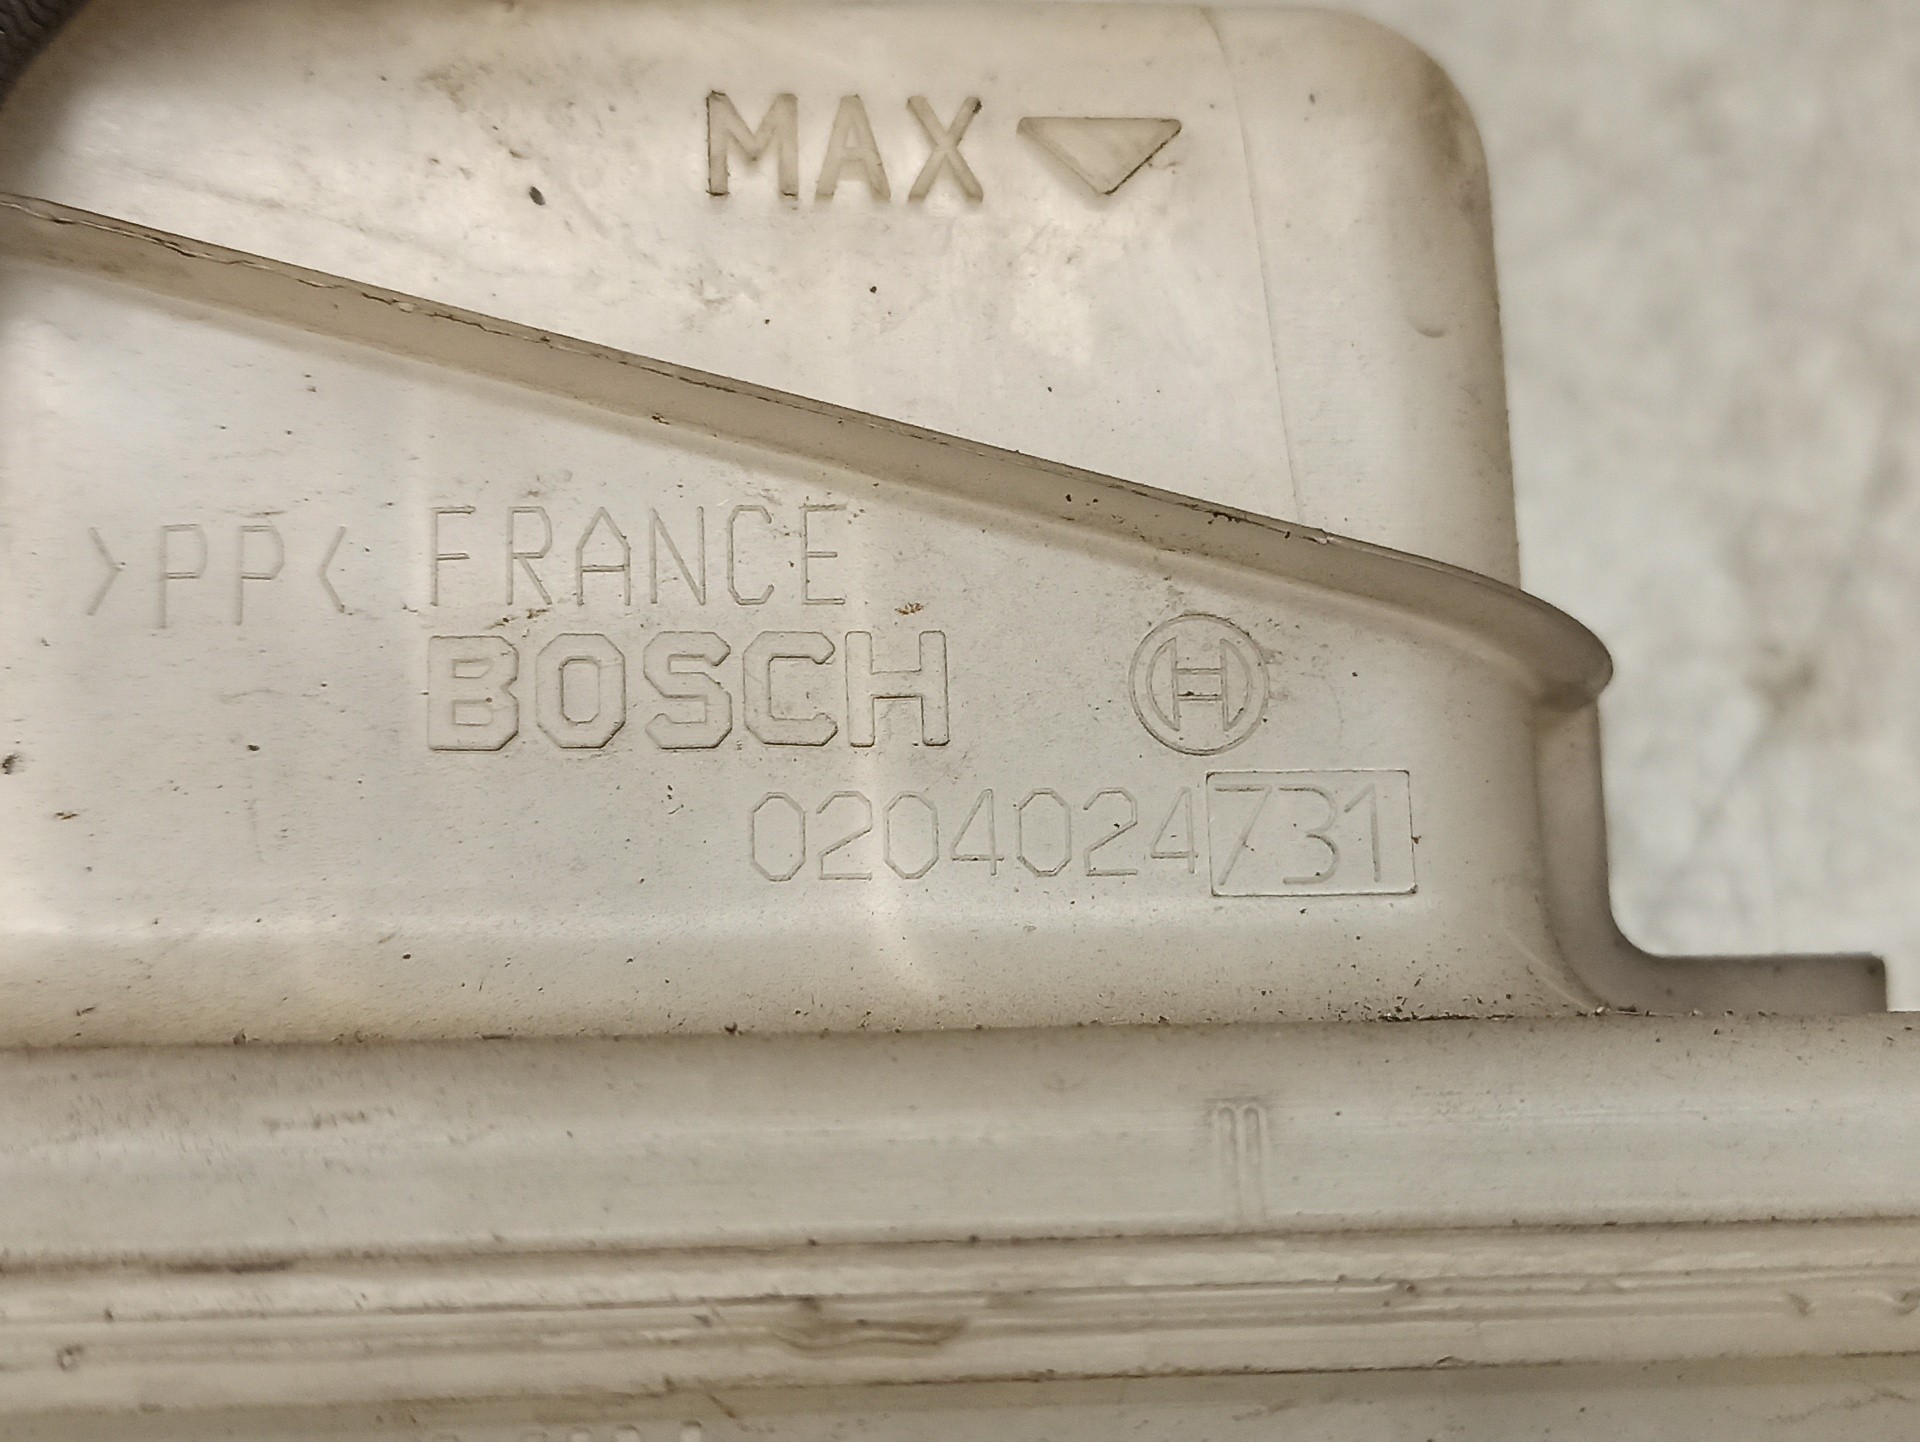 MAX
>PP< FRANCE
BOSCH
0204024731